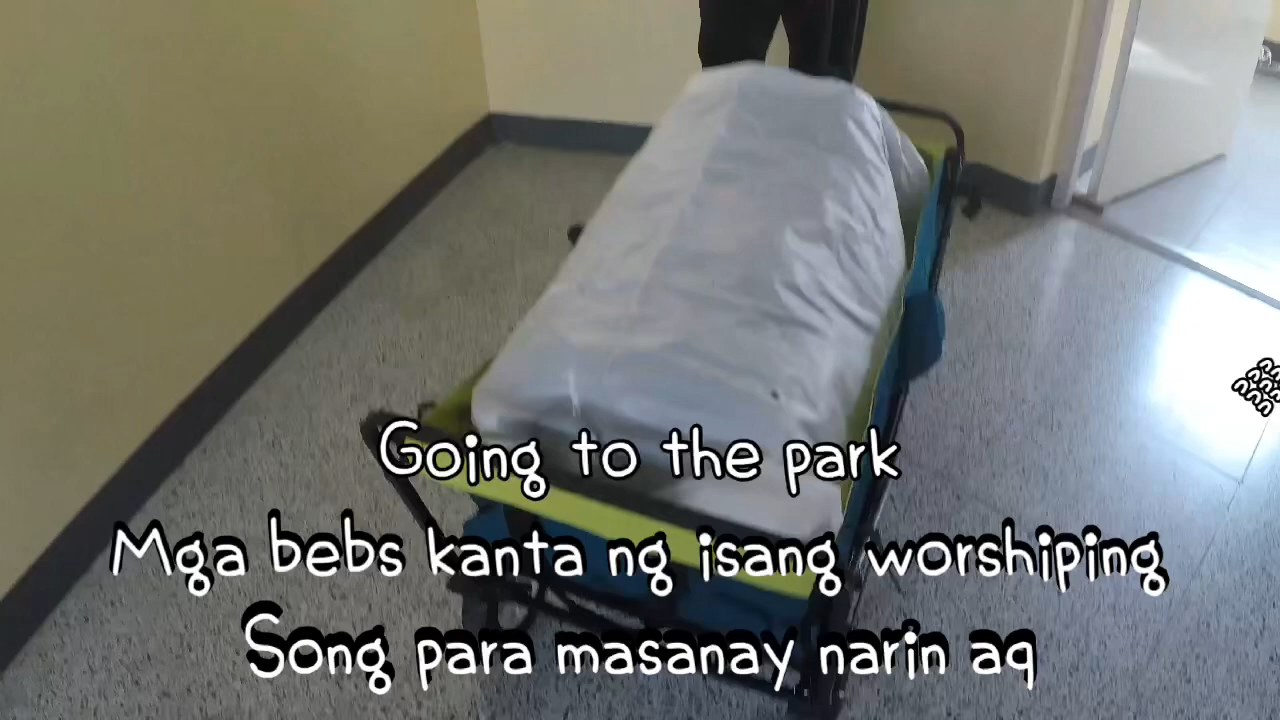 Going to the park
Mga bebs kanta ng isang worshiping
Song para masanay narin aq